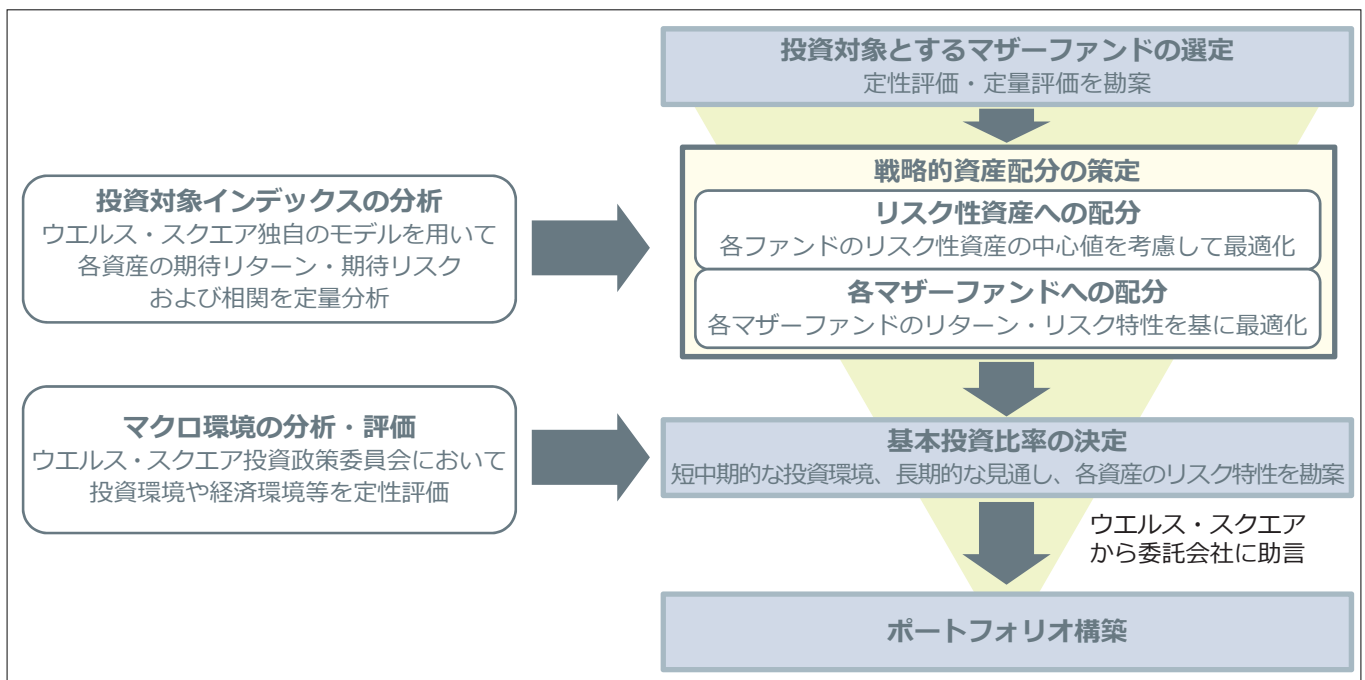 投資対象とするマザーファンドの選定
定性評価・定量評価を勘案
投資対象インデックスの分析
ウエルス・スクエア独自のモデルを用いて
各資産の期待リターン・期待リスク
および相関を定量分析
戦略的資産配分の策定
リスク性資産への配分
各ファンドのリスク性資産の中心値を考慮して最適化
各マザーファンドへの配分
各マザーファンドのリターン・リスク特性を基に最適化
マクロ環境の分析・評価
ウエルス・スクエア投資政策委員会において
投資環境や経済環境等を定性評価
基本投資比率の決定
短中期的な投資環境、長期的な見通し、各資産のリスク特性を勘案
ウエルス・スクエア
から委託会社に助言
ポートフォリオ構築